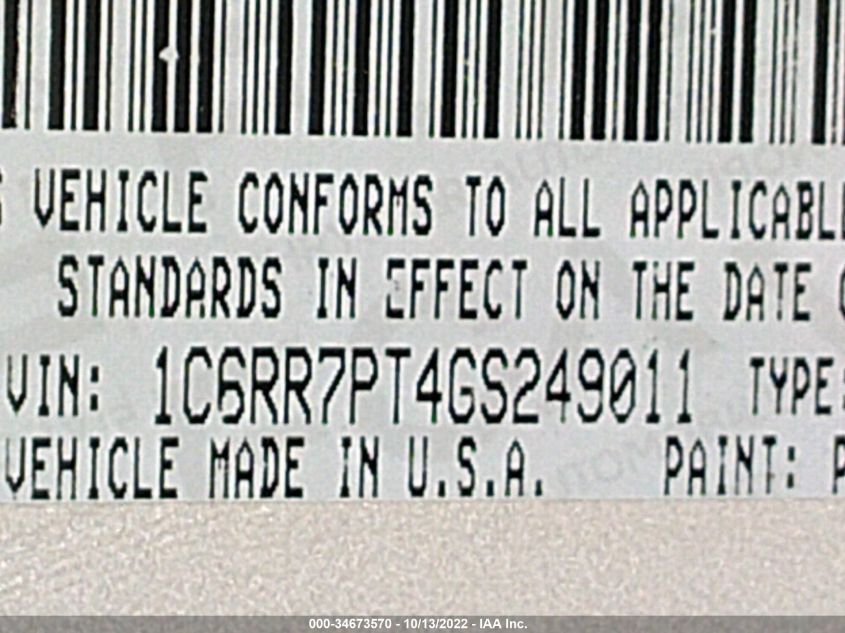 VEHICLE CONFORMS TO ALL APPLICABLE
STANDARDS IN EFFECT ON THE DATE
VIN: 1C6RR7PT4GS249011 TYPE:
VEHICLE MADE IN U.S.A. PAINT: P
000-34673570 - 10/13/2022 - IAA Inc.